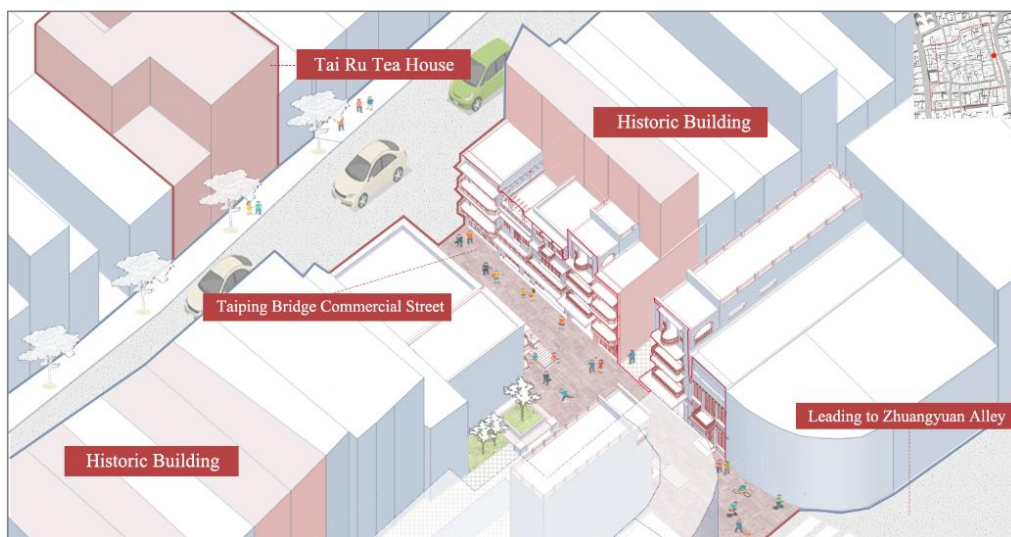 Tai Ru Tea House
Historic Building
Taiping Bridge Commercial Street
Leading to Zhuangyuan Alley
Historic Building